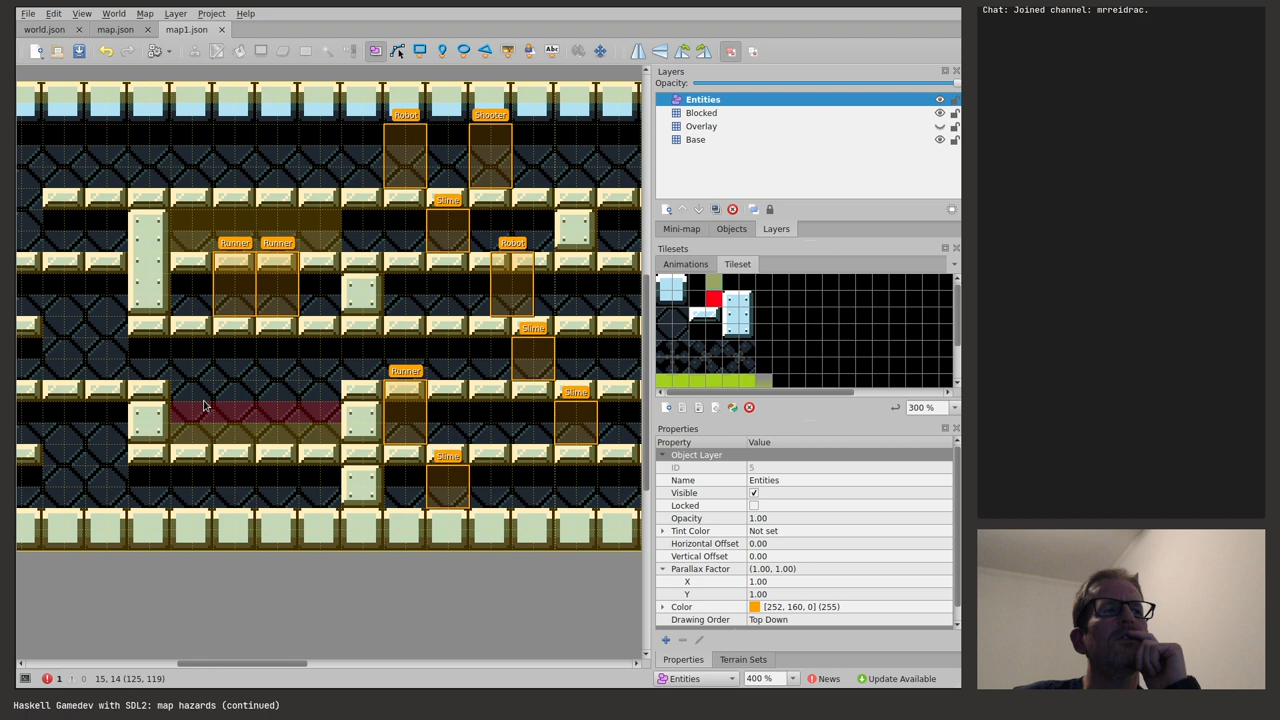 File Edit View World Map Layer Project Help
Chat: Joined channel: mrreidrac.
world.json map.json map1.json
Abc
Layers
Opacity:
Entities
Blocked
Overlay
Base
Mini-map Objects Layers
Tilesets
Animations Tileset
Robot Shooter
Slime
Runner Runner Robot
Slime
Runner
Slime
Slime
300 %
Properties
Property Value
Object Layer
ID 5
Name Entities
Visible
Locked
Opacity 1.00
Tint Color Not set
Horizontal Offset 0.00
Vertical Offset 0.00
Parallax Factor (1.00, 1.00)
X 1.00
Y 1.00
Color [252, 160, 0] (255)
Drawing Order Top Down
Properties Terrain Sets
1 0 15, 14 (125, 119) Entities 400 % News Update Available
Haskell Gamedev with SDL2: map hazards (continued)